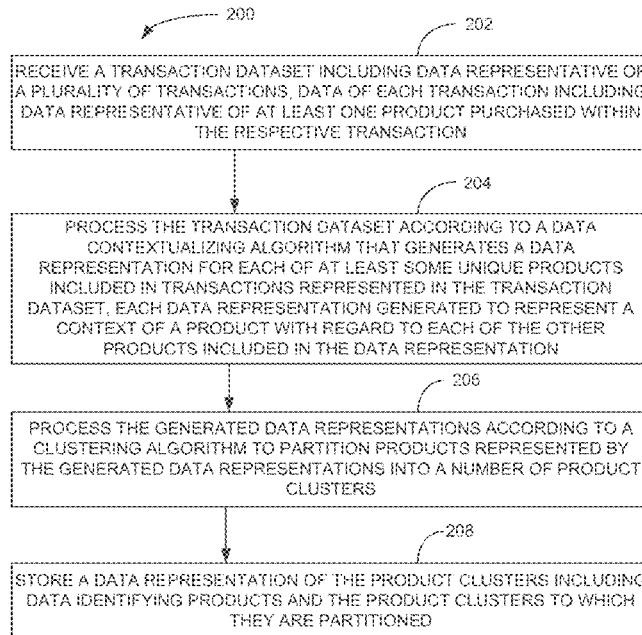 200
202
RECEIVE A TRANSACTION DATASET INCLUDING DATA REPRESENTATIVE OF
A PLURALITY OF TRANSACTIONS, DATA OF EACH TRANSACTION INCLUDING
DATA REPRESENTATIVE OF AT LEAST ONE PRODUCT PURCHASED WITHIN
THE RESPECTIVE TRANSACTION
204
PROCESS THE TRANSACTION DATASET ACCORDING TO A DATA
CONTEXTUALIZING ALGORITHM THAT GENERATES A DATA
REPRESENTATION FOR EACH OF AT LEAST SOME UNIQUE PRODUCTS
INCLUDED IN TRANSACTIONS REPRESENTED IN THE TRANSACTION
DATASET, EACH DATA REPRESENTATION GENERATED TO REPRESENT A
CONTEXT OF A PRODUCT WITH REGARD TO EACH OF THE OTHER
PRODUCTS INCLUDED IN THE DATA REPRESENTATION
206
PROCESS THE GENERATED DATA REPRESENTATIONS ACCORDING TO A
CLUSTERING ALGORITHM TO PARTITION PRODUCTS REPRESENTED BY
THE GENERATED DATA REPRESENTATIONS INTO A NUMBER OF PRODUCT
CLUSTERS
208
STORE A DATA REPRESENTATION OF THE PRODUCT CLUSTERS INCLUDING
DATA IDENTIFYING PRODUCTS AND THE PRODUCT CLUSTERS TO WHICH
THEY ARE PARTITIONED